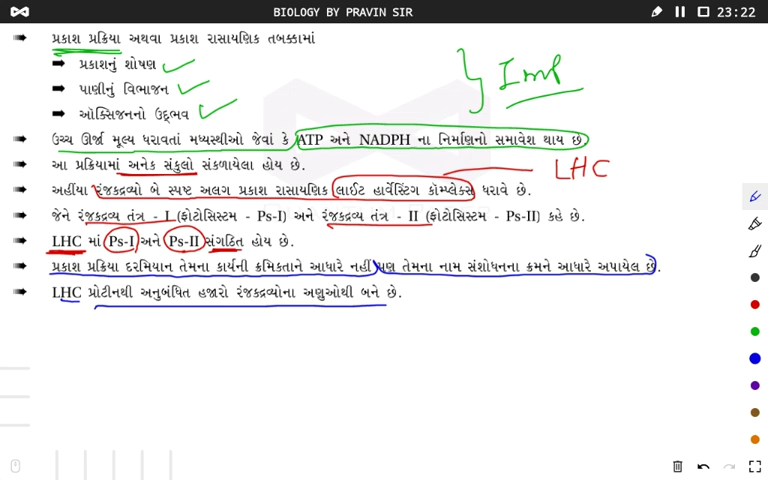 BIOLOGY BY PRAVIN SIR
23:22
પ્રકાશ પ્રક્રિયા અથવા પ્રકાશ રાસાયણિક તબક્કામાં
પ્રકાશનું શોષણ
પાણીનું વિભાજન
ઑક્સિજનનો ઉદ્ભવ
Imp
ઉચ્ચ ઊર્જા મૂલ્ય ધરાવતાં મધ્યસ્થીઓ જેવાં કે ATP અને NADPH ના નિર્માણનો સમાવેશ થાય છે.
આ પ્રક્રિયામાં અનેક સંકુલો સંકળાયેલા હોય છે.
LHC
અહીંયા રંજકદ્રવ્યો બે સ્પષ્ટ અલગ પ્રકાશ રાસાયણિક લાઈટ હાર્વેસ્ટિંગ કોમ્પ્લેક્સ ધરાવે છે.
જેને રંજકદ્રવ્ય તંત્ર - I (ફોટોસિસ્ટમ - Ps-I) અને રંજકદ્રવ્ય તંત્ર - II (ફોટોસિસ્ટમ - Ps-II) કહે છે.
LHC માં Ps-I અને Ps-II સંગઠિત હોય છે.
પ્રકાશ પ્રક્રિયા દરમિયાન તેમના કાર્યની ક્રમિકતાને આધારે નહીં પણ તેમના નામ સંશોધનના ક્રમને આધારે અપાયેલ છે.
LHC પ્રોટીનથી અનુબંધિત હજારો રંજકદ્રવ્યોના અણુઓથી બને છે.